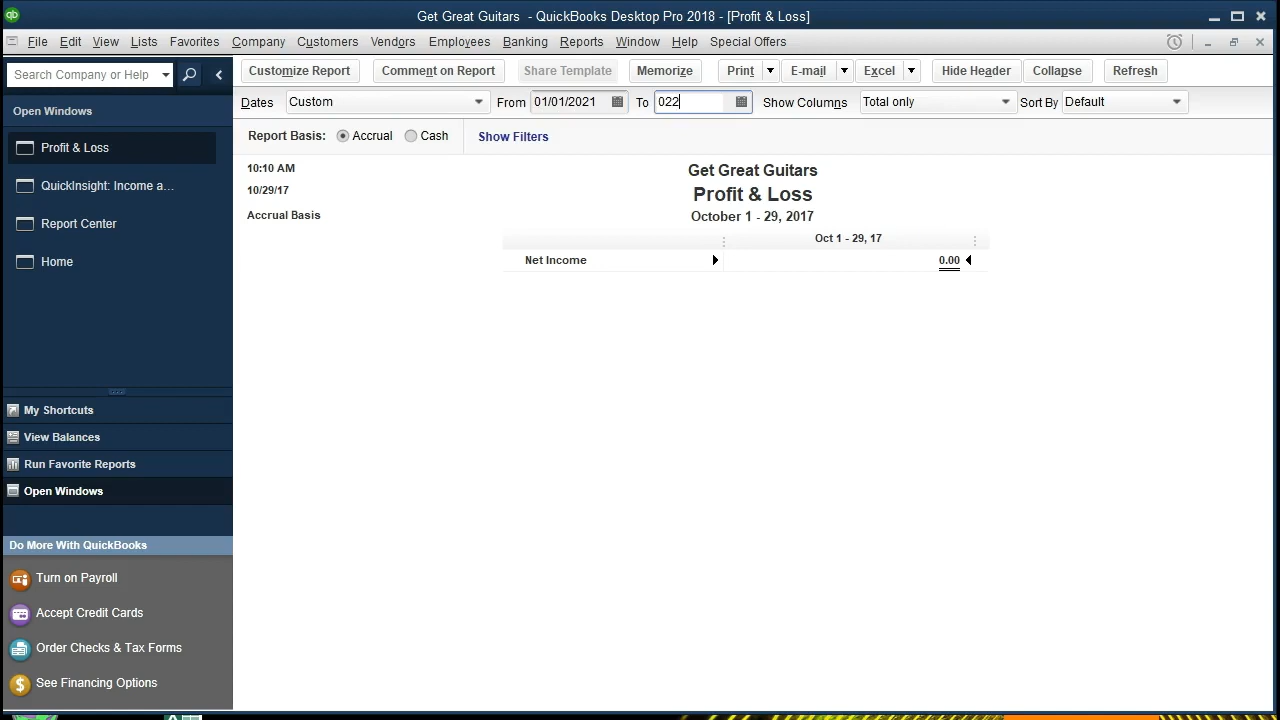 qb
Get Great Guitars - QuickBooks Desktop Pro 2018 - [Profit & Loss]
File Edit View Lists Favorites Company Customers Vendors Employees Banking Reports Window Help Special Offers
Search Company or Help
Customize Report Comment on Report Share Template Memorize Print E-mail Excel Hide Header Collapse Refresh
Dates Custom From 01/01/2021 To 022 Show Columns Total only Sort By Default
Report Basis: Accrual Cash Show Filters
Open Windows
Profit & Loss
QuickInsight: Income a...
Report Center
Home
10:10 AM
10/29/17
Accrual Basis
Get Great Guitars
Profit & Loss
October 1 - 29, 2017
Oct 1 - 29, 17
Net Income 0.00
My Shortcuts
View Balances
Run Favorite Reports
Open Windows
Do More With QuickBooks
Turn on Payroll
Accept Credit Cards
Order Checks & Tax Forms
$ See Financing Options